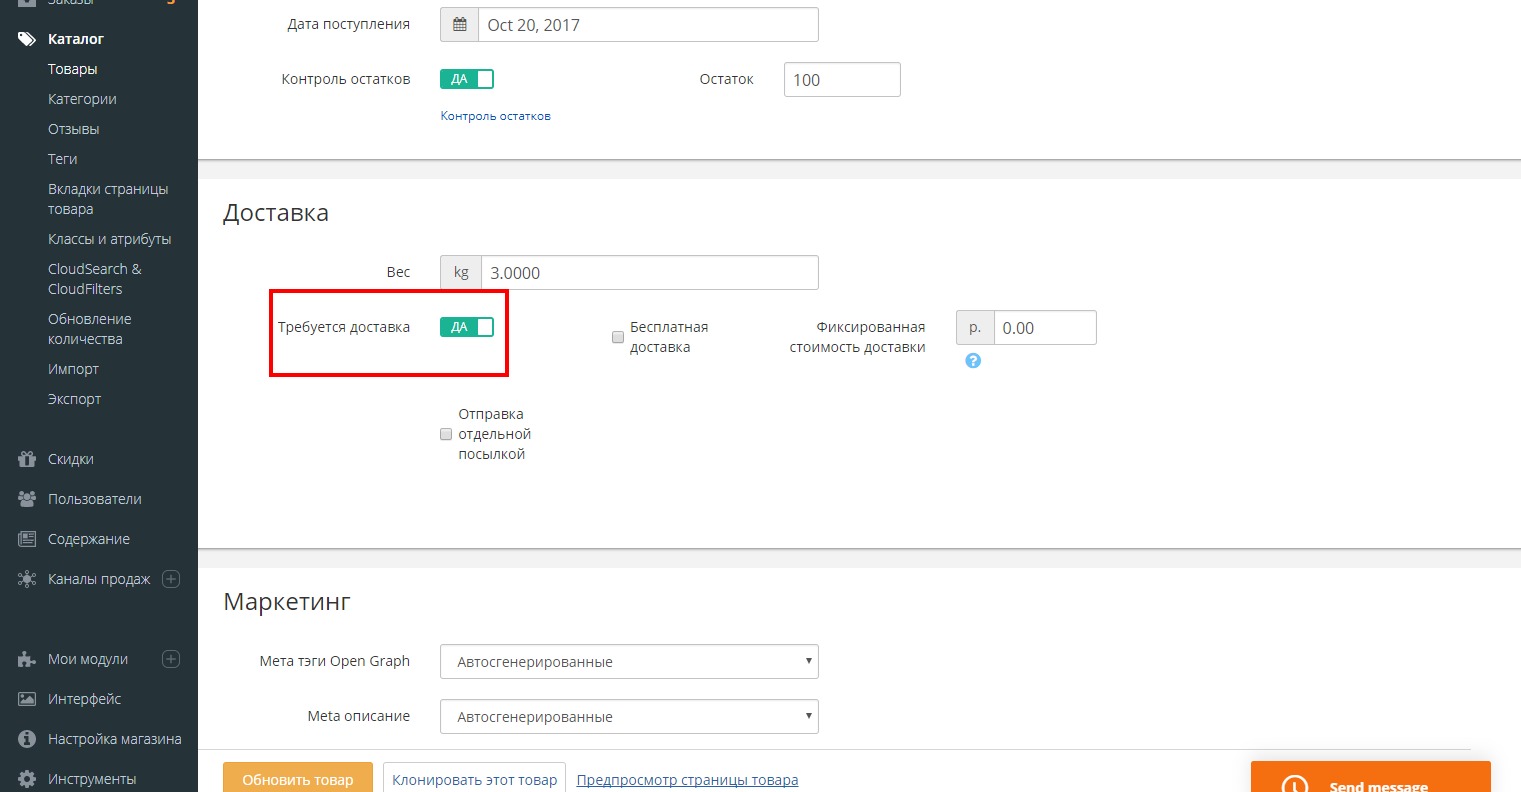 Заказы
3
Каталог
Товары
Категории
Отзывы
Теги
Вкладки страницы
товара
Классы и атрибуты
CloudSearch &
CloudFilters
Обновление
количества
Импорт
Экспорт
Скидки
Пользователи
Содержание
Каналы продаж
Мои модули
Интерфейс
Настройка магазина
Инструменты
Дата поступления Oct 20, 2017
Контроль остатков ДА Остаток 100
Контроль остатков
Доставка
Вес kg 3.0000
Требуется доставка ДА
Бесплатная
доставка
Фиксированная
стоимость доставки
р. 0.00
?
Отправка
отдельной
посылкой
Маркетинг
Мета тэги Open Graph Автосгенерированные
Meta описание Автосгенерированные
Обновить товар Клонировать этот товар Предпросмотр страницы товара
Send message